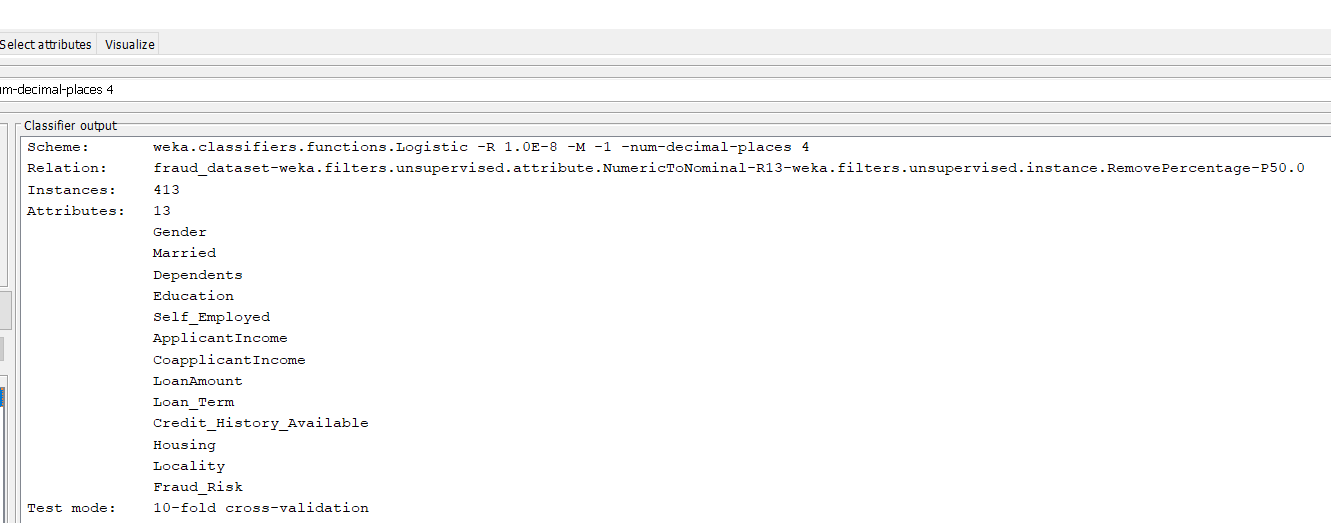 Select attributes Visualize
um-decimal-places 4
Classifier output
Scheme: weka.classifiers.functions.Logistic -R 1.0E-8 -M -1 -num-decimal-places 4
Relation: fraud_dataset-weka.filters.unsupervised.attribute.NumericToNominal-R13-weka.filters.unsupervised.instance.RemovePercentage-P50.0
Instances: 413
Attributes: 13
Gender
Married
Dependents
Education
Self_Employed
ApplicantIncome
CoapplicantIncome
LoanAmount
Loan_Term
Credit_History_Available
Housing
Locality
Fraud_Risk
Test mode: 10-fold cross-validation